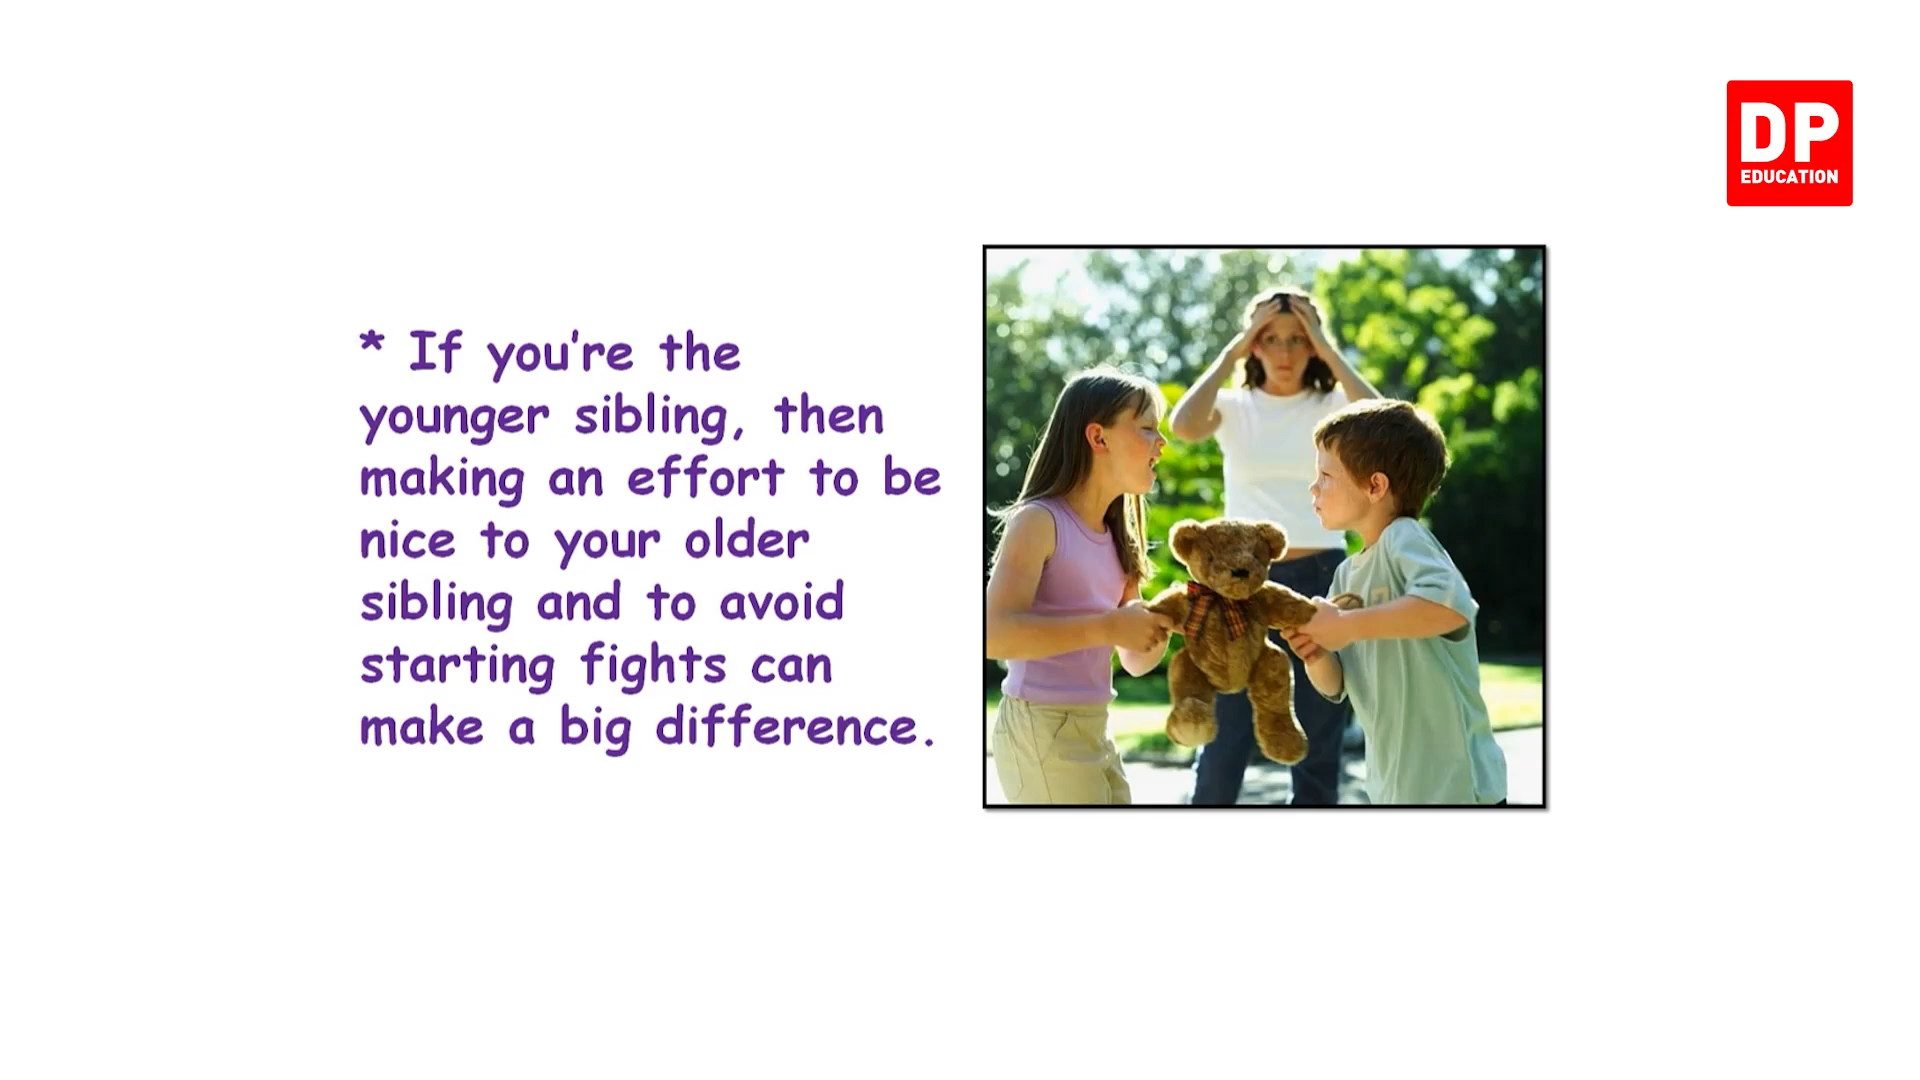 DP
EDUCATION
* If you're the
younger sibling, then
making an effort to be
nice to your older
sibling and to avoid
starting fights can
make a big difference.